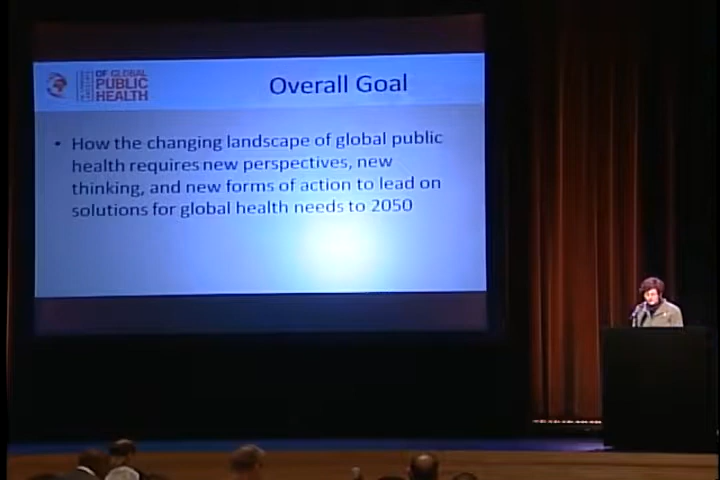 OF GLOBAL
PUBLIC
HEALTH
Overall Goal
• How the changing landscape of global public
health requires new perspectives, new
thinking, and new forms of action to lead on
solutions for global health needs to 2050